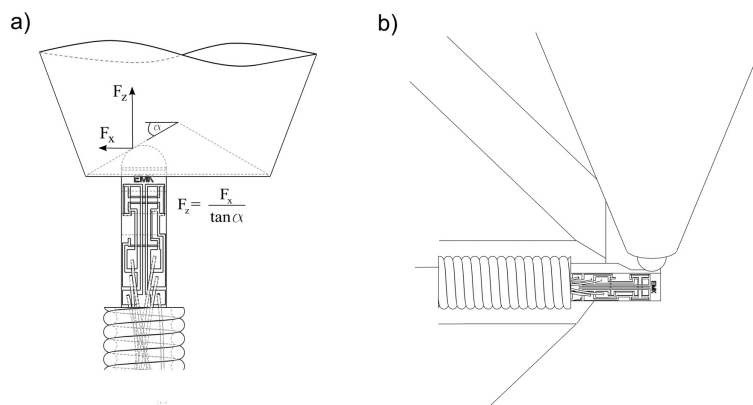 a)
b)
F_z
α
F_x
EMK
F_z = F_x / tan α
EMK